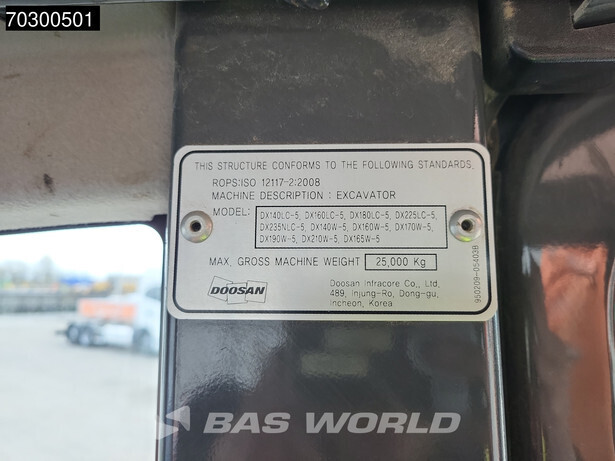 70300501
THIS STRUCTURE CONFORMS TO THE FOLLOWING STANDARDS.
ROPS:ISO 12117-2:2008
MACHINE DESCRIPTION : EXCAVATOR
MODEL: DX140LC-5, DX160LC-5, DX180LC-5, DX225LC-5,
DX235NLC-5, DX140W-5, DX160W-5, DX170W-5,
DX190W-5, DX210W-5, DX165W-5
MAX. GROSS MACHINE WEIGHT 25,000 Kg
DOOSAN
Doosan Infracore Co., Ltd,
489, Injung-Ro, Dong-gu,
Incheon, Korea
950209-05403B
BAS WORLD